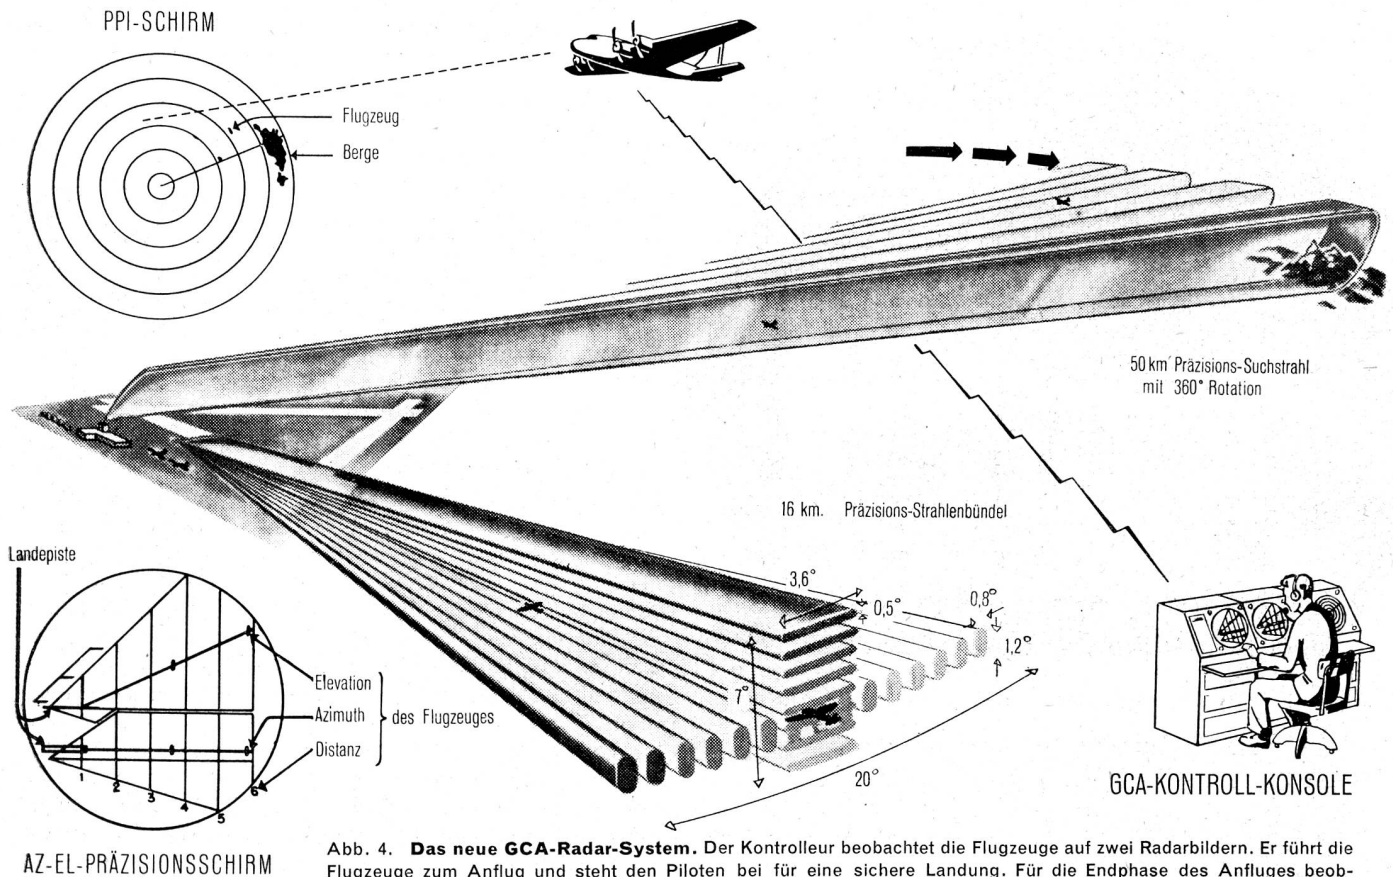 PPI-SCHIRM
Flugzeug
Berge
50 km Präzisions-Suchstrahl
mit 360° Rotation
16 km. Präzisions-Strahlenbündel
Landepiste
3,6°
0,5°
0,8°
1,2°
7°
20°
Elevation
Azimuth
Distanz
des Flugzeuges
1
2
3
4
5
6
GCA-KONTROLL-KONSOLE
AZ-EL-PRÄZISIONSSCHIRM
Abb. 4. Das neue GCA-Radar-System. Der Kontrolleur beobachtet die Flugzeuge auf zwei Radarbildern. Er führt die
Flugzeuge zum Anflug und steht den Piloten bei für eine sichere Landung. Für die Endphase des Anfluges beob-